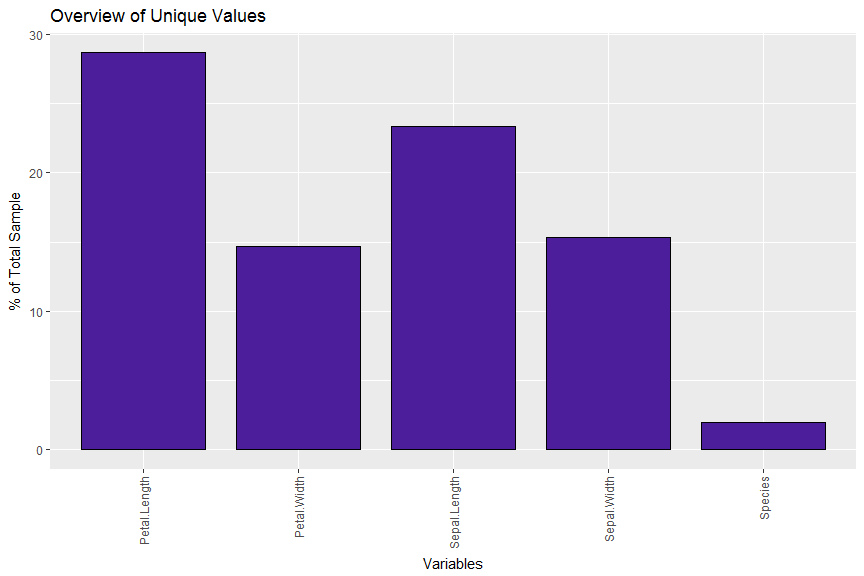 Overview of Unique Values
% of Total Sample
30
20
10
0
Petal.Length
Petal.Width
Sepal.Length
Sepal.Width
Species
Variables